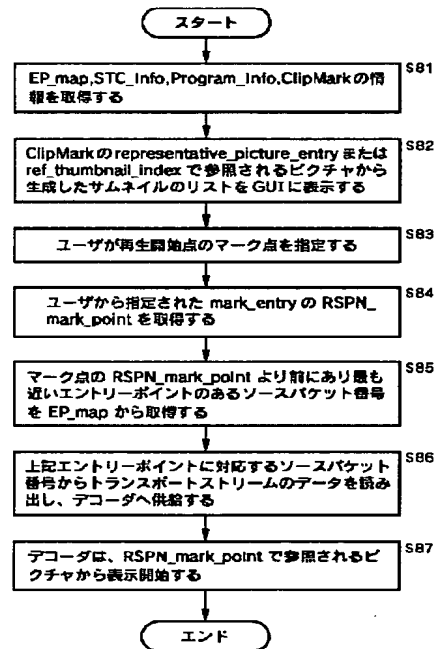 スタート
S81
EP_map,STC_Info,Program_Info,ClipMarkの情
報を取得する
S82
ClipMarkのrepresentative_picture_entryまたは
ref_thumbnail_indexで参照されるピクチャから
生成したサムネイルのリストをGUIに表示する
S83
ユーザが再生開始点のマーク点を指定する
S84
ユーザから指定された mark_entry の RSPN_
mark_point を取得する
S85
マーク点の RSPN_mark_point より前にあり最も
近いエントリーポイントのあるソースパケット番号
を EP_map から取得する
S86
上記エントリーポイントに対応するソースパケット
番号からトランスポートストリームのデータを読み
出し、デコーダへ供給する
S87
デコーダは、RSPN_mark_point で参照されるピ
クチャから表示開始する
エンド